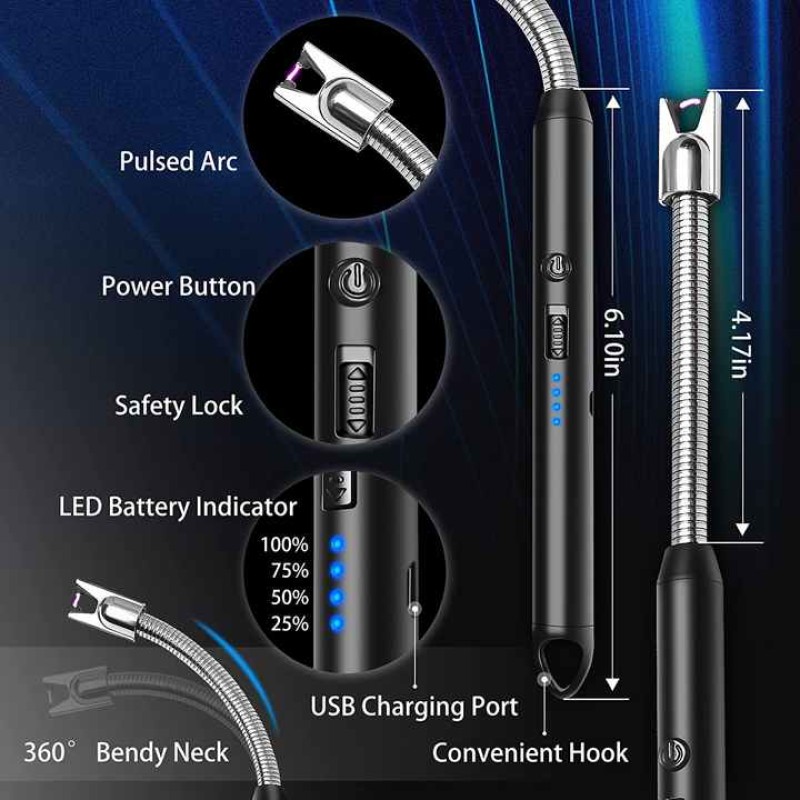 Pulsed Arc
Power Button
Safety Lock
LED Battery Indicator
100%
75%
50%
25%
USB Charging Port
Convenient Hook
360° Bendy Neck
6.10in
4.17in